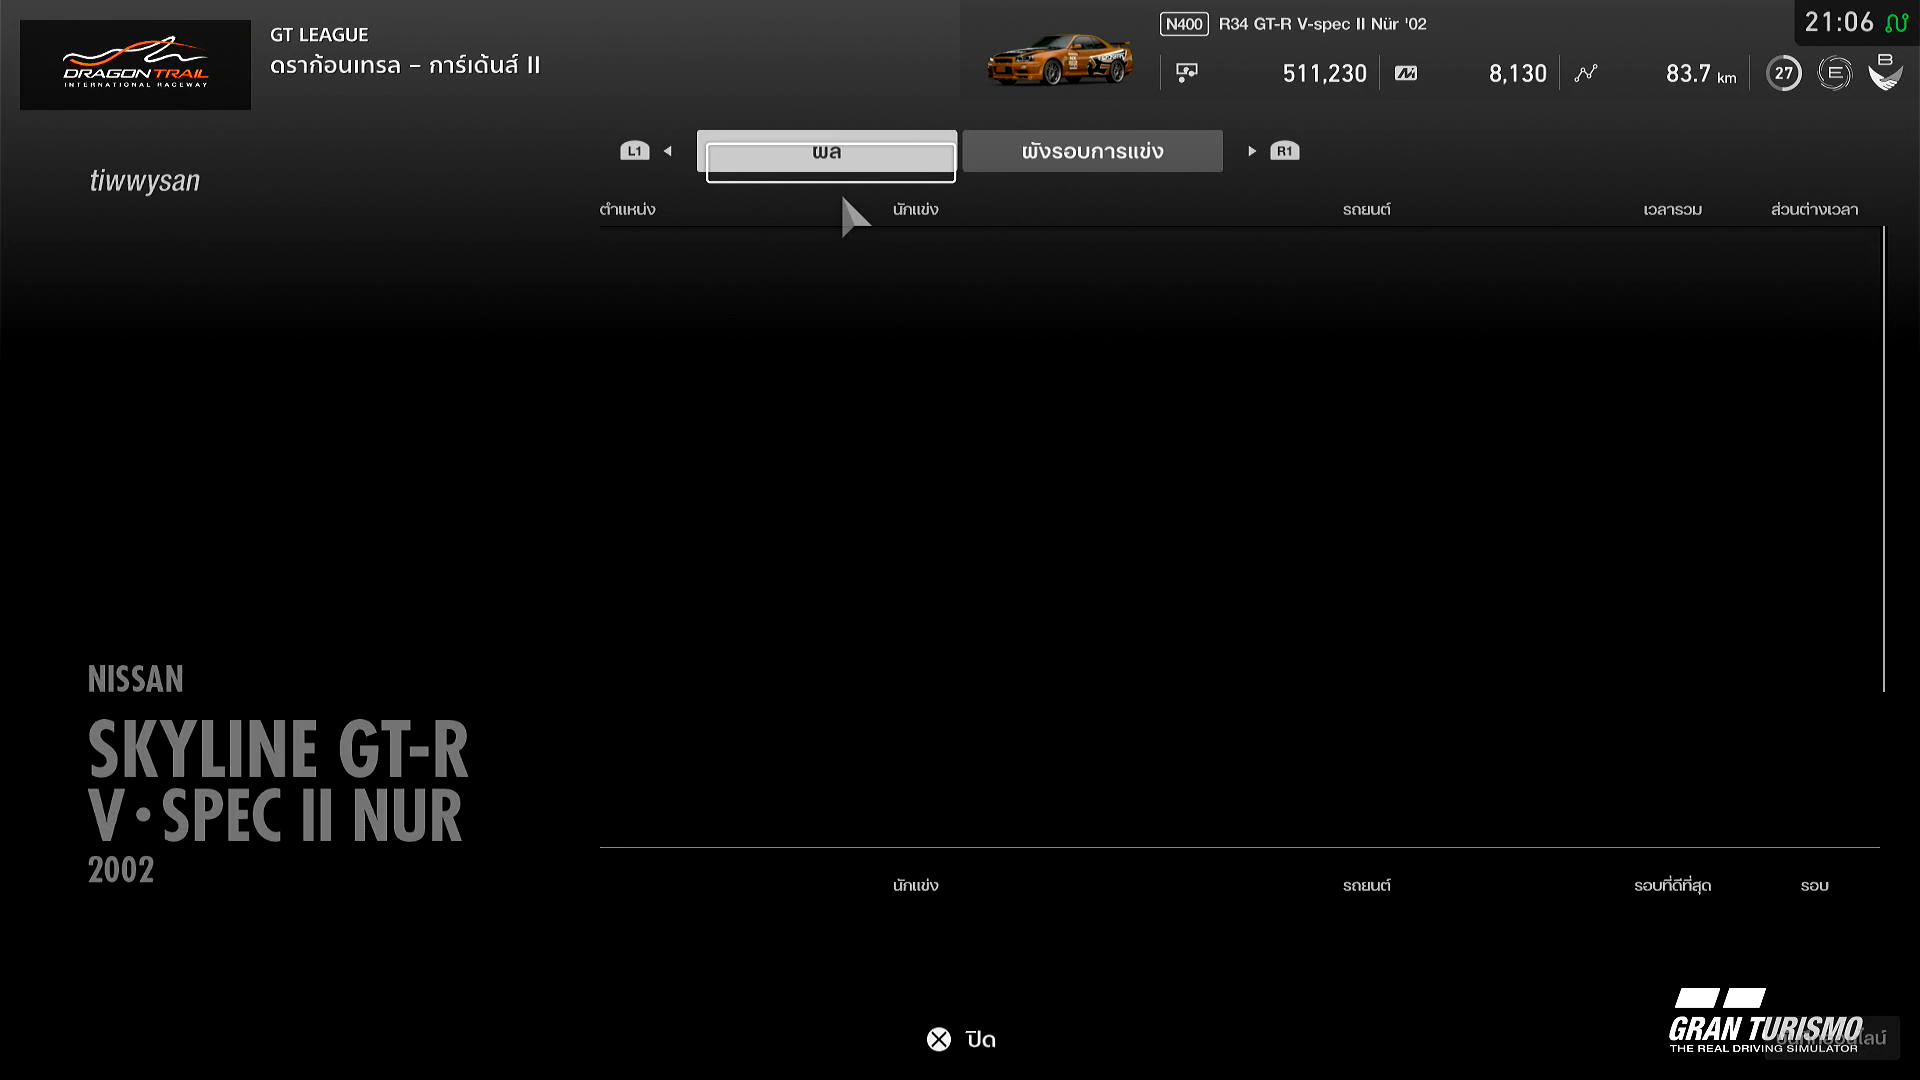 DRAGON TRAIL
INTERNATIONAL RACEWAY
GT LEAGUE
ดราก้อนเทรล – การ์เด้นส์ II
N400 R34 GT-R V-spec II Nür '02
21:06
511,230
8,130
83.7 km
27
E
B
L1
ผล
ผังรอบการแข่ง
R1
tiwwysan
ตำแหน่ง นักแข่ง รถยนต์ เวลารวม ส่วนต่างเวลา
NISSAN
SKYLINE GT-R
V·SPEC II NUR
2002
นักแข่ง รถยนต์ รอบที่ดีที่สุด รอบ
ปิด
GRAN TURISMO
THE REAL DRIVING SIMULATOR